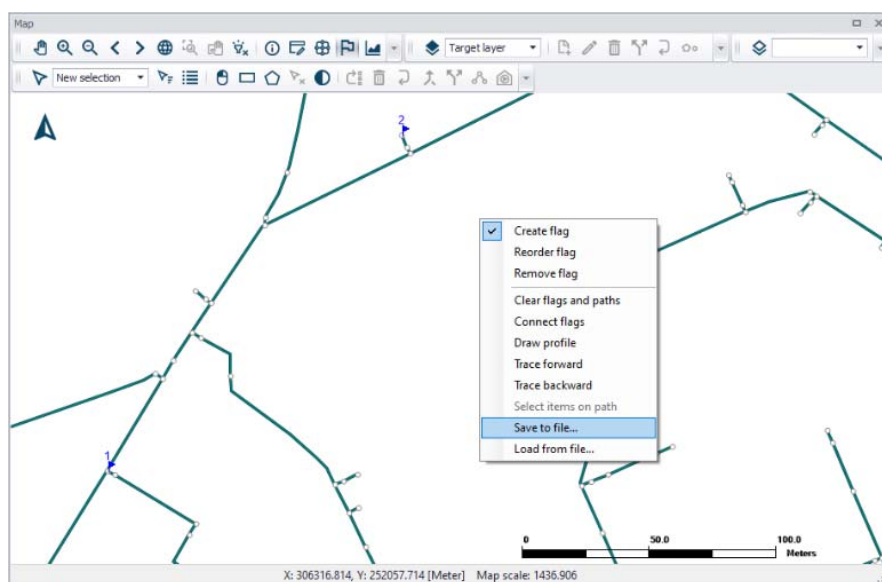 Map
Target layer
New selection
2
Create flag
Reorder flag
Remove flag
Clear flags and paths
Connect flags
Draw profile
Trace forward
Trace backward
Select items on path
Save to file...
Load from file...
1
0 50.0 100.0
Meters
X: 306316.814, Y: 252057.714 [Meter] Map scale: 1436.906